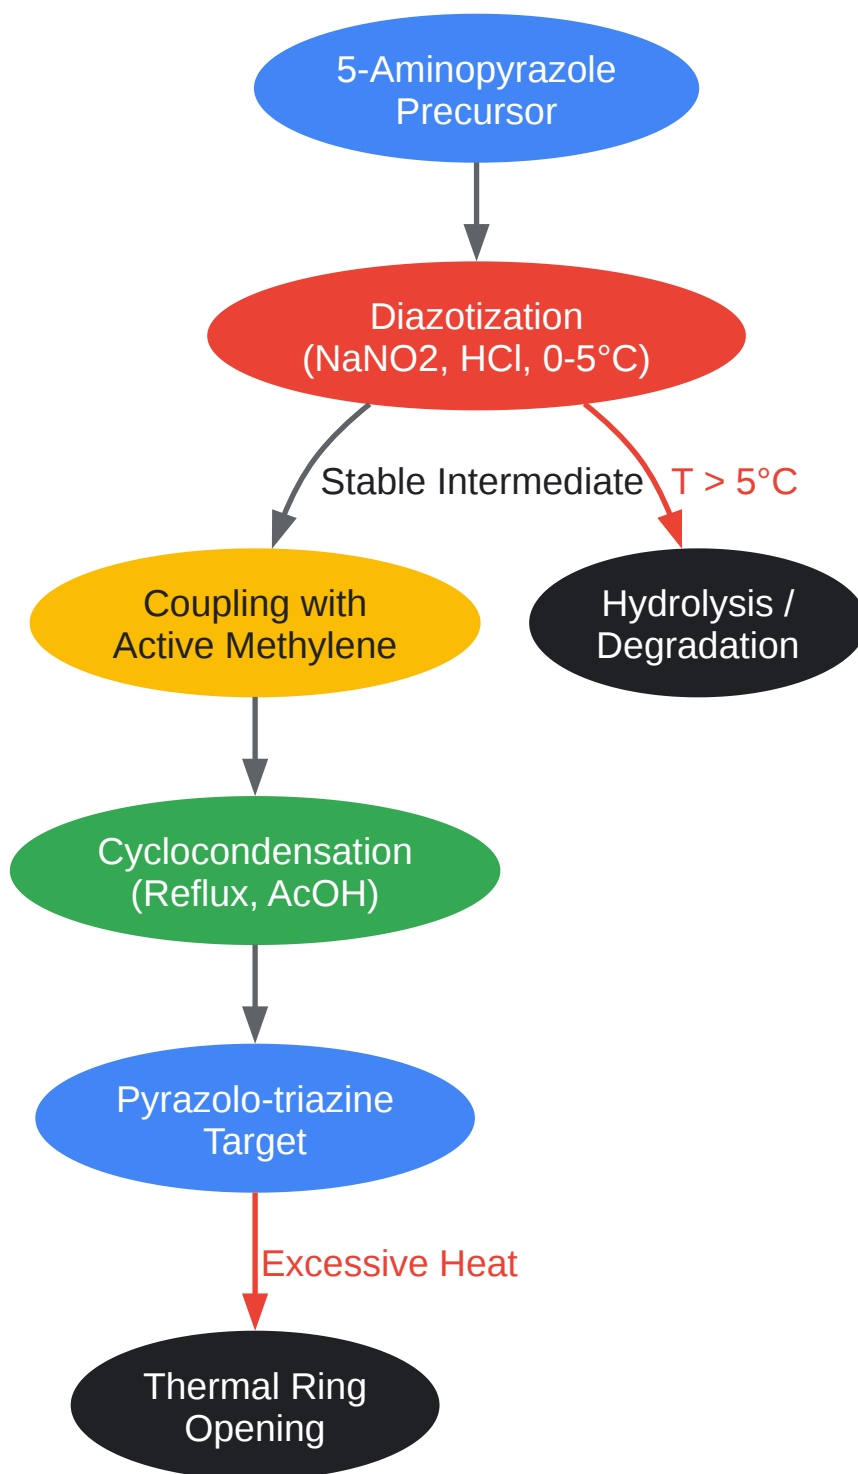 5-Aminopyrazole
Precursor
Diazotization
(NaNO2, HCl, 0-5°C)
Stable Intermediate
T > 5°C
Coupling with
Active Methylene
Hydrolysis /
Degradation
Cyclocondensation
(Reflux, AcOH)
Pyrazolo-triazine
Target
Excessive Heat
Thermal Ring
Opening